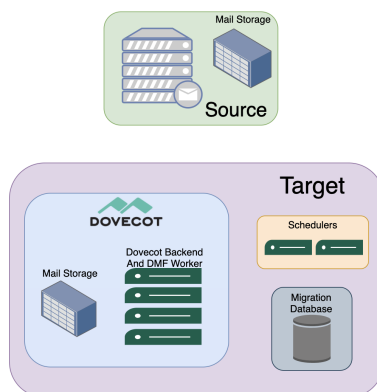 Mail Storage
Source
Target
DOVECOT
Schedulers
Dovecot Backend
And DMF Worker
Mail Storage
Migration
Database